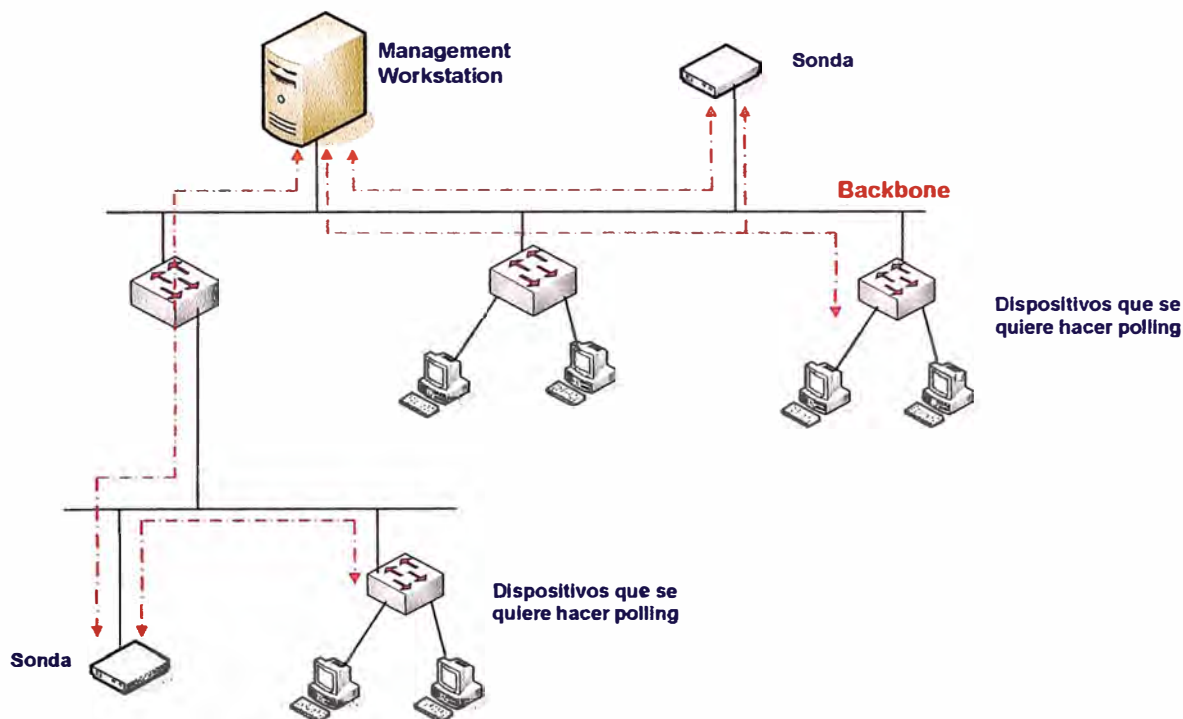 Management
Workstation
Sonda
Backbone
Dispositivos que se
quiere hacer polling
Dispositivos que se
quiere hacer polling
Sonda